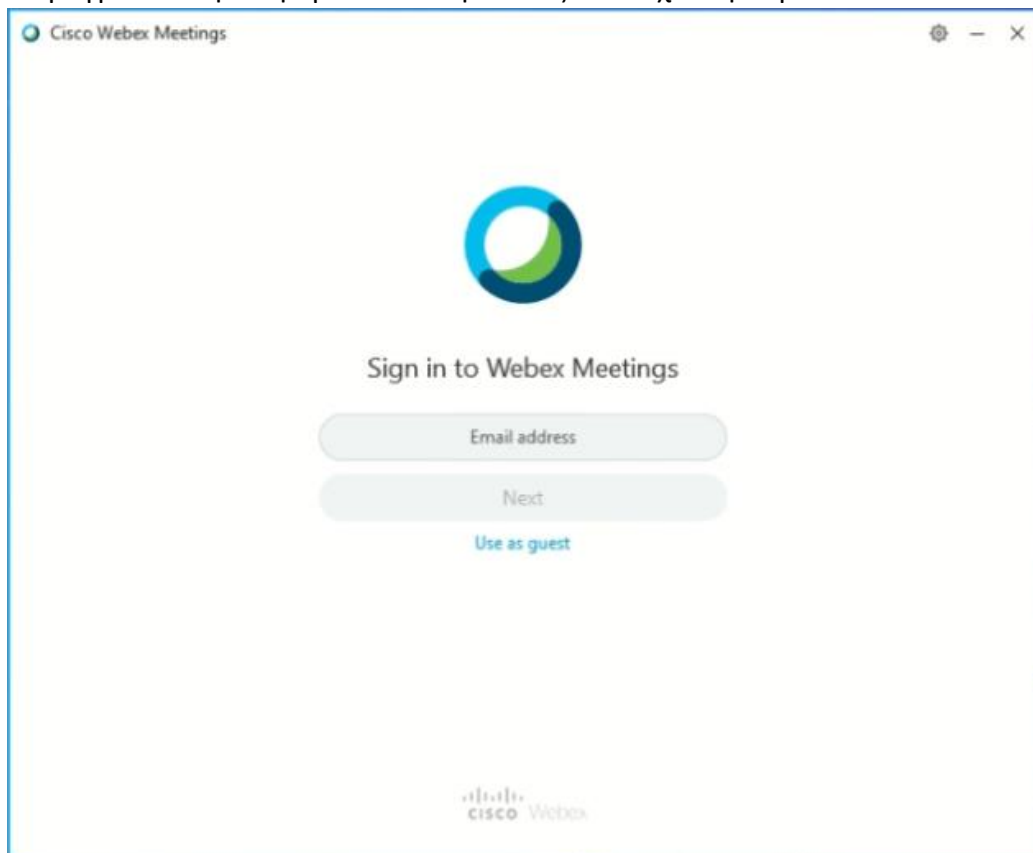 Cisco Webex Meetings
Sign in to Webex Meetings
Email address
Next
Use as guest
cisco Webex